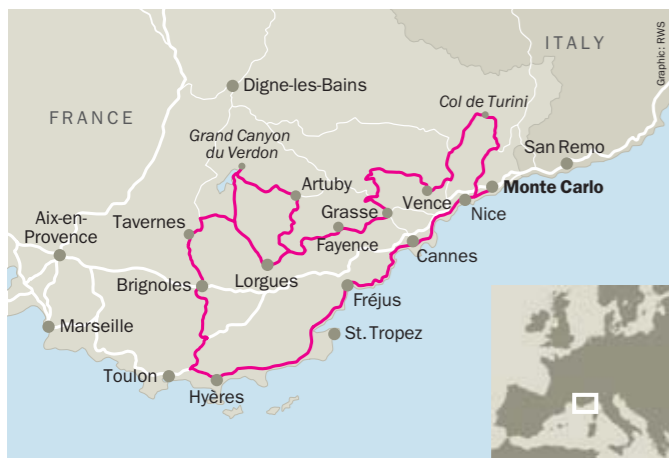 ITALY
Graphic: RWS
FRANCE
Digne-les-Bains
Col de Turini
Grand Canyon
du Verdon
San Remo
Artuby
Vence
Monte Carlo
Tavernes
Grasse
Nice
Aix-en-
Provence
Fayence
Cannes
Brignoles
Lorgues
Fréjus
Marseille
St. Tropez
Toulon
Hyères